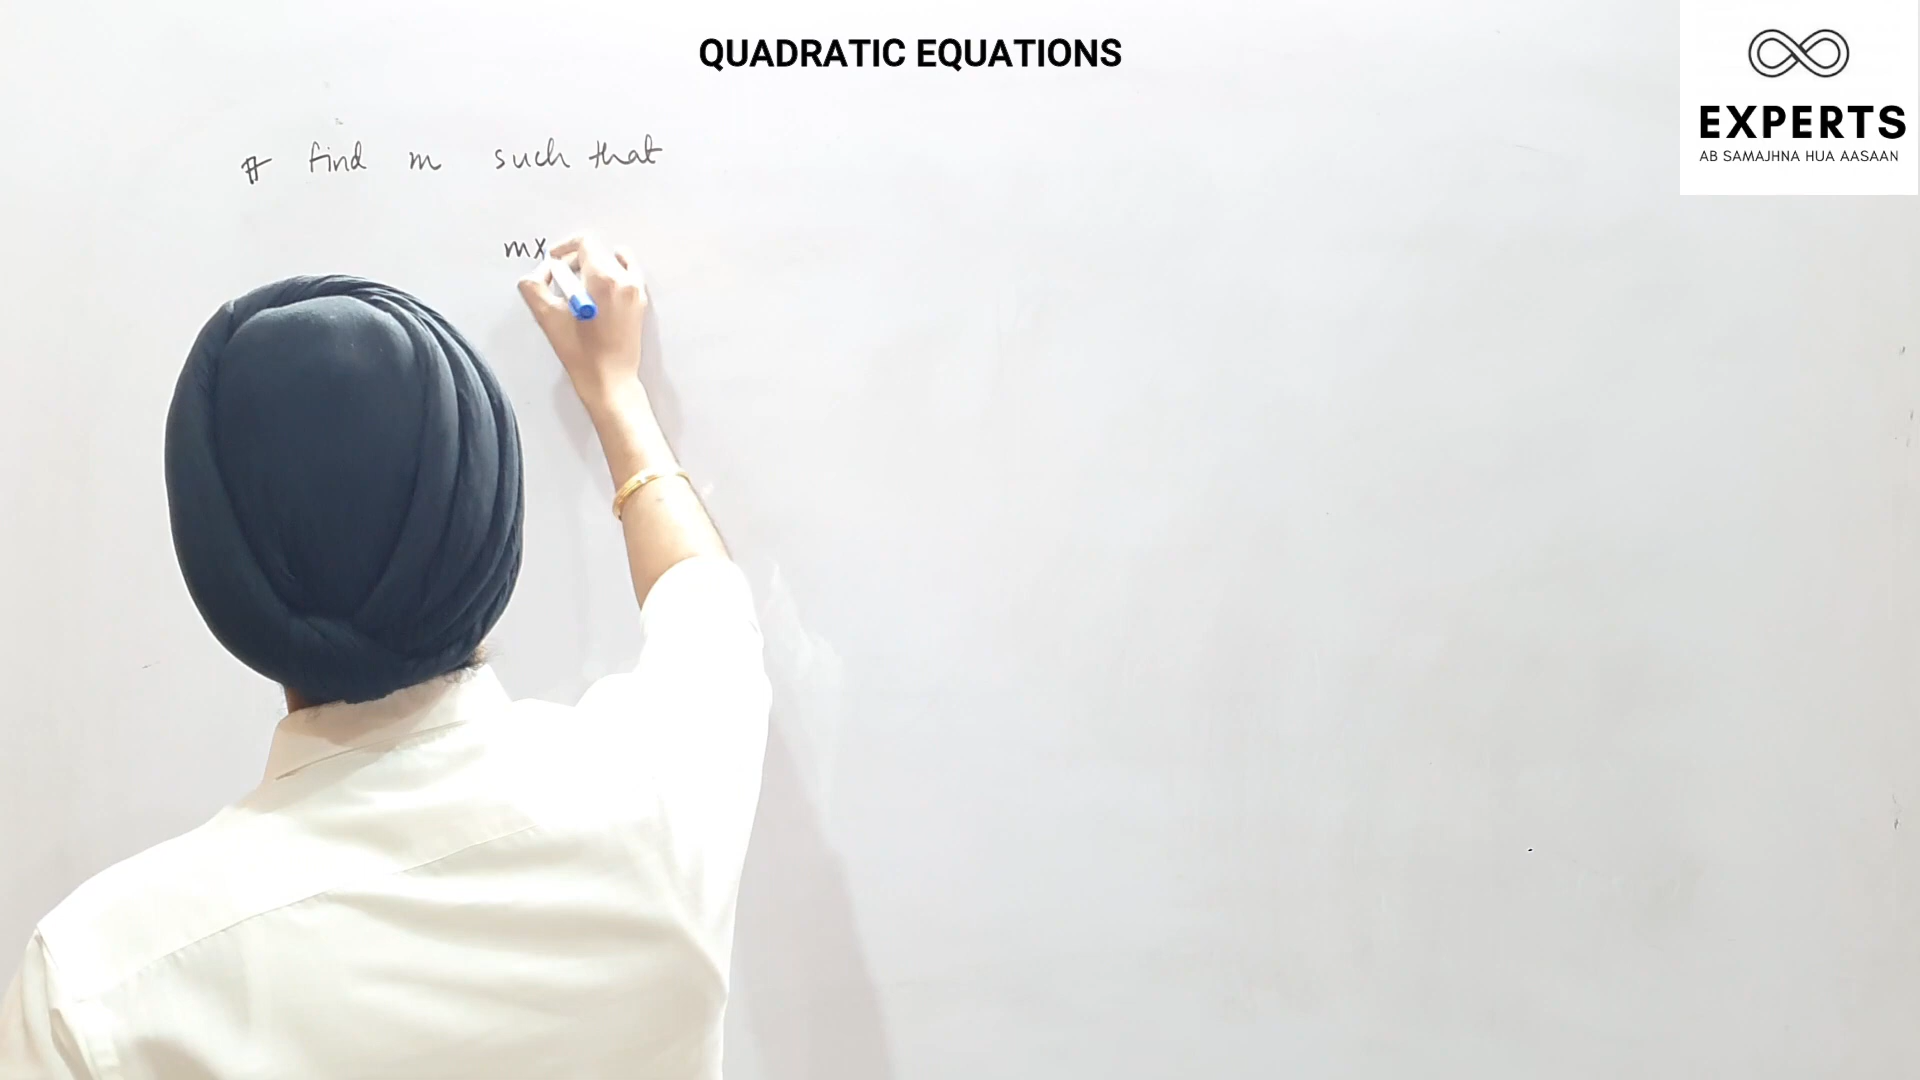 QUADRATIC EQUATIONS
EXPERTS
AB SAMAJHNA HUA AASAAN
# find m such that
mx